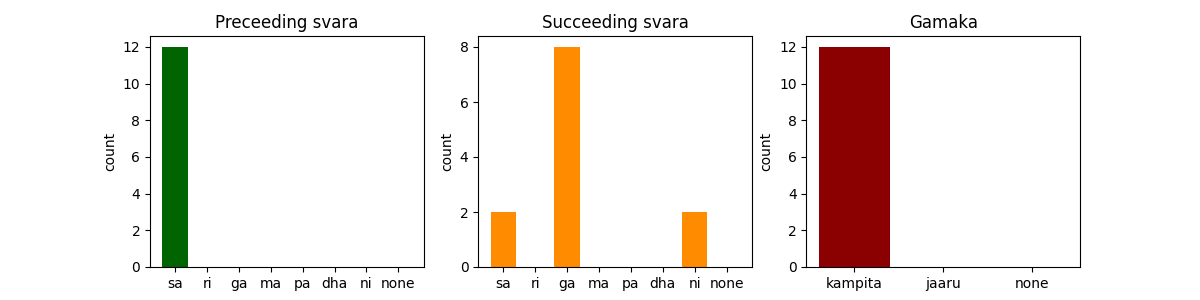 Preceeding svara
count
12
10
8
6
4
2
0
sa ri ga ma pa dha ni none
Succeeding svara
count
8
6
4
2
0
sa ri ga ma pa dha ni none
Gamaka
count
12
10
8
6
4
2
0
kampita jaaru none